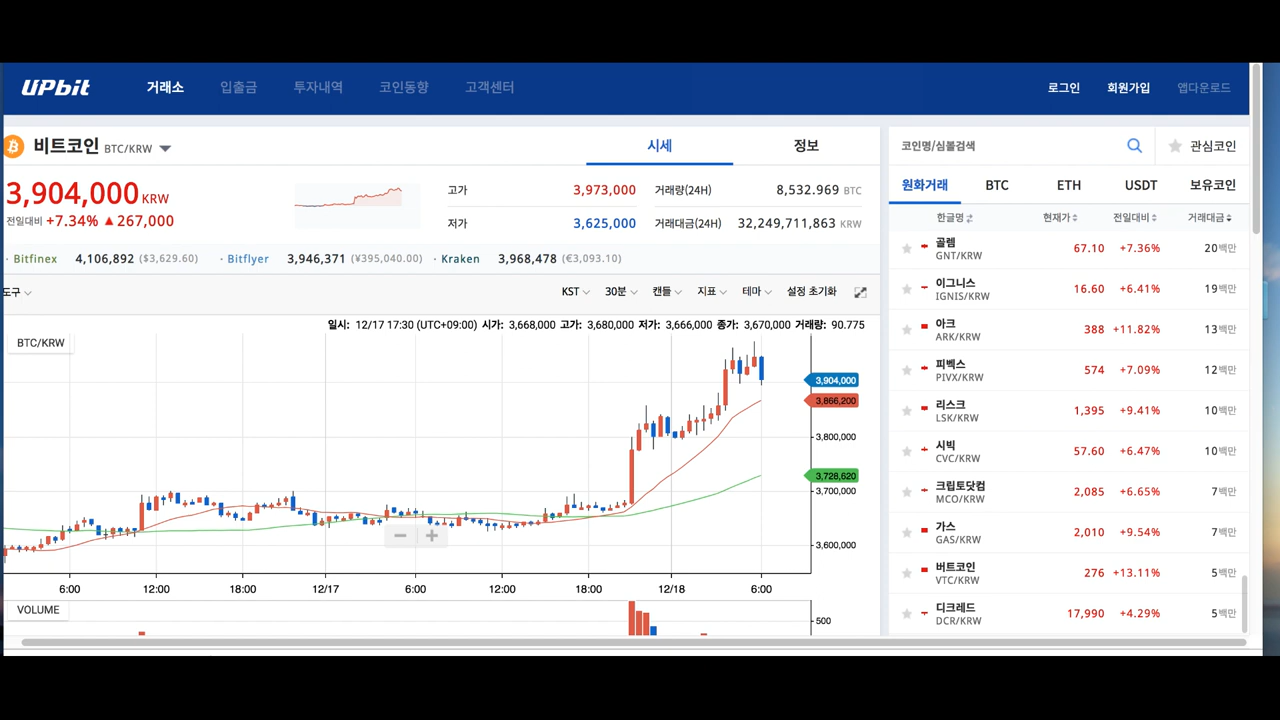 UPbit 거래소 입출금 투자내역 코인동향 고객센터 로그인 회원가입 앱다운로드
비트코인 BTC/KRW 시세 정보
3,904,000 KRW
전일대비 +7.34% ▲ 267,000
고가 3,973,000 거래량(24H) 8,532.969 BTC
저가 3,625,000 거래대금(24H) 32,249,711,863 KRW
· Bitfinex 4,106,892 ($3,629.60) · Bitflyer 3,946,371 (¥395,040.00) · Kraken 3,968,478 (€3,093.10)
도구 KST 30분 캔들 지표 테마 설정 초기화
일시: 12/17 17:30 (UTC+09:00) 시가: 3,668,000 고가: 3,680,000 저가: 3,666,000 종가: 3,670,000 거래량: 90.775
BTC/KRW
3,904,000
3,866,200
3,800,000
3,728,620
3,700,000
3,600,000
6:00 12:00 18:00 12/17 6:00 12:00 18:00 12/18 6:00
VOLUME
500
코인명/심볼검색 관심코인
원화거래 BTC ETH USDT 보유코인
한글명 현재가 전일대비 거래대금
골렘 67.10 +7.36% 20백만
GNT/KRW
이그니스 16.60 +6.41% 19백만
IGNIS/KRW
아크 388 +11.82% 13백만
ARK/KRW
피벡스 574 +7.09% 12백만
PIVX/KRW
리스크 1,395 +9.41% 10백만
LSK/KRW
시빅 57.60 +6.47% 10백만
CVC/KRW
크립토닷컴 2,085 +6.65% 7백만
MCO/KRW
가스 2,010 +9.54% 7백만
GAS/KRW
버트코인 276 +13.11% 5백만
VTC/KRW
디크레드 17,990 +4.29% 5백만
DCR/KRW